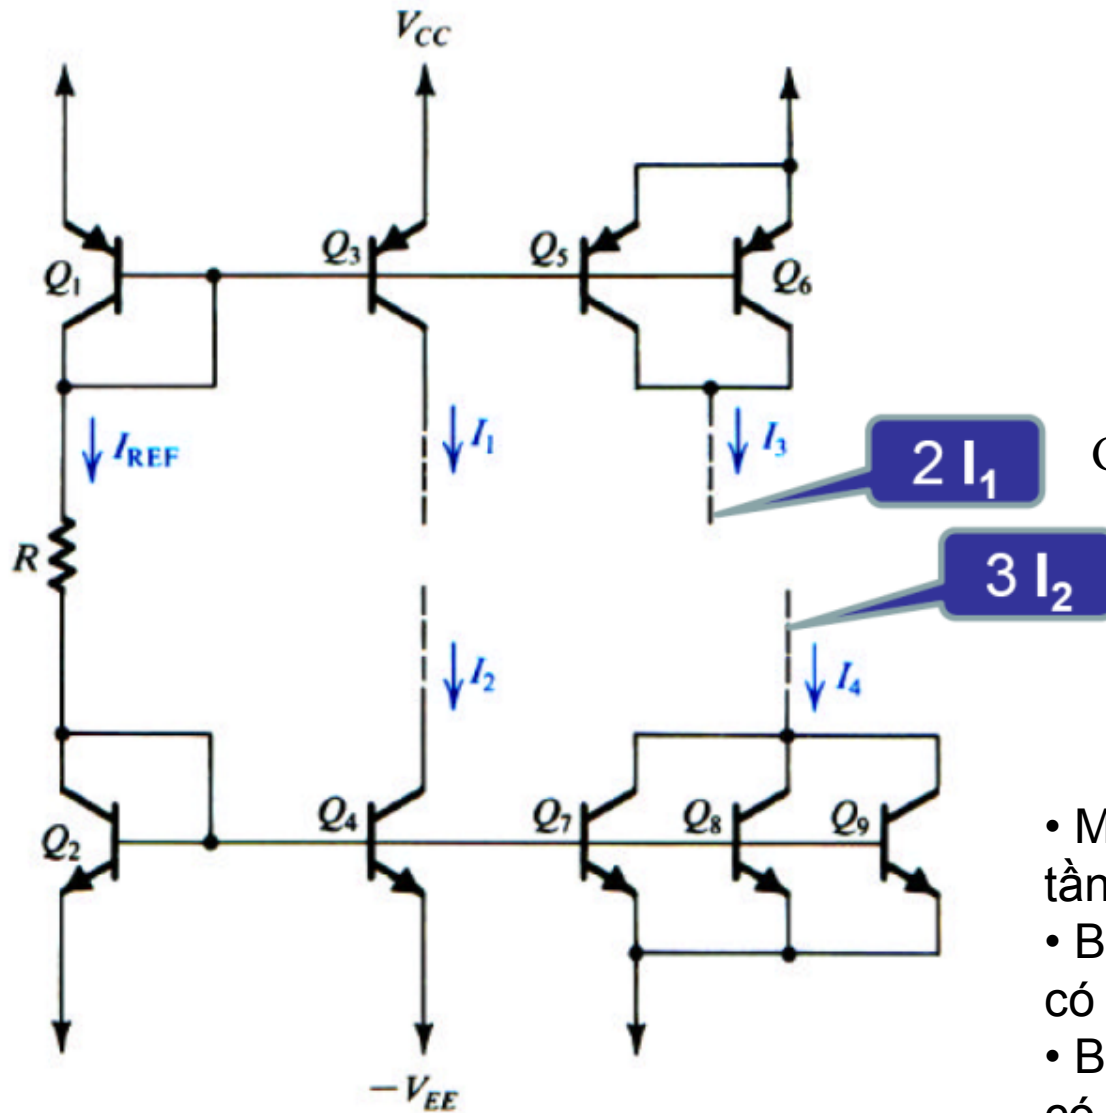 V_CC
Q_1
Q_3
Q_5
Q_6
I_REF
I_1
I_3
2 I_1
R
3 I_2
I_2
I_4
Q_2
Q_4
Q_7
Q_8
Q_9
•
•
có
•
-V_EE